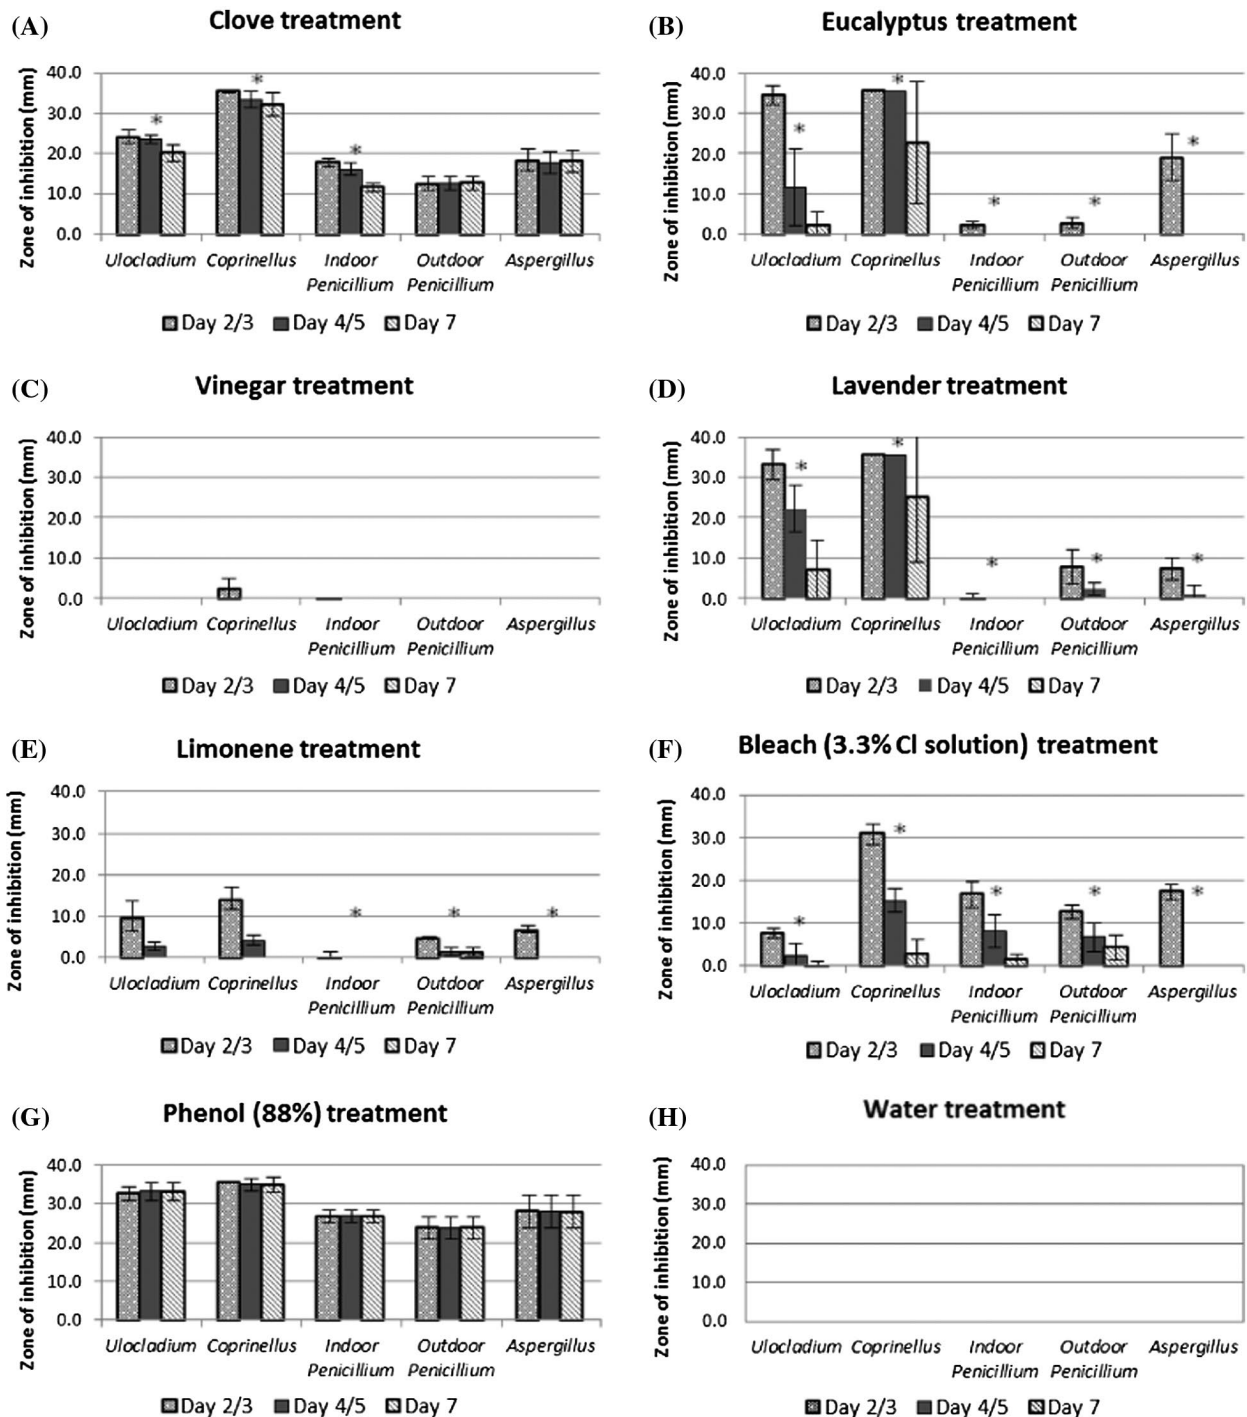 (A) Clove treatment
Zone of inhibition (mm)
40.0
30.0
20.0
10.0
0.0
* * *
Ulocladium Coprinellus Indoor Outdoor Aspergillus
Penicillium Penicillium
Day 2/3 Day 4/5 Day 7
(B) Eucalyptus treatment
Zone of inhibition (mm)
40.0
30.0
20.0
10.0
0.0
* * * * *
Ulocladium Coprinellus Indoor Outdoor Aspergillus
Penicillium Penicillium
Day 2/3 Day 4/5 Day 7
(C) Vinegar treatment
Zone of inhibition (mm)
40.0
30.0
20.0
10.0
0.0
Ulocladium Coprinellus Indoor Outdoor Aspergillus
Penicillium Penicillium
Day 2/3 Day 4/5 Day 7
(D) Lavender treatment
Zone of inhibition (mm)
40.0
30.0
20.0
10.0
0.0
* * * * *
Ulocladium Coprinellus Indoor Outdoor Aspergillus
Penicillium Penicillium
Day 2/3 Day 4/5 Day 7
(E) Limonene treatment
Zone of inhibition (mm)
40.0
30.0
20.0
10.0
0.0
* * *
Ulocladium Coprinellus Indoor Outdoor Aspergillus
Penicillium Penicillium
Day 2/3 Day 4/5 Day 7
(F) Bleach (3.3% Cl solution) treatment
Zone of inhibition (mm)
40.0
30.0
20.0
10.0
0.0
* * * * *
Ulocladium Coprinellus Indoor Outdoor Aspergillus
Penicillium Penicillium
Day 2/3 Day 4/5 Day 7
(G) Phenol (88%) treatment
Zone of inhibition (mm)
40.0
30.0
20.0
10.0
0.0
Ulocladium Coprinellus Indoor Outdoor Aspergillus
Penicillium Penicillium
Day 2/3 Day 4/5 Day 7
(H) Water treatment
Zone of inhibition (mm)
40.0
30.0
20.0
10.0
0.0
Ulocladium Coprinellus Indoor Outdoor Aspergillus
Penicillium Penicillium
Day 2/3 Day 4/5 Day 7